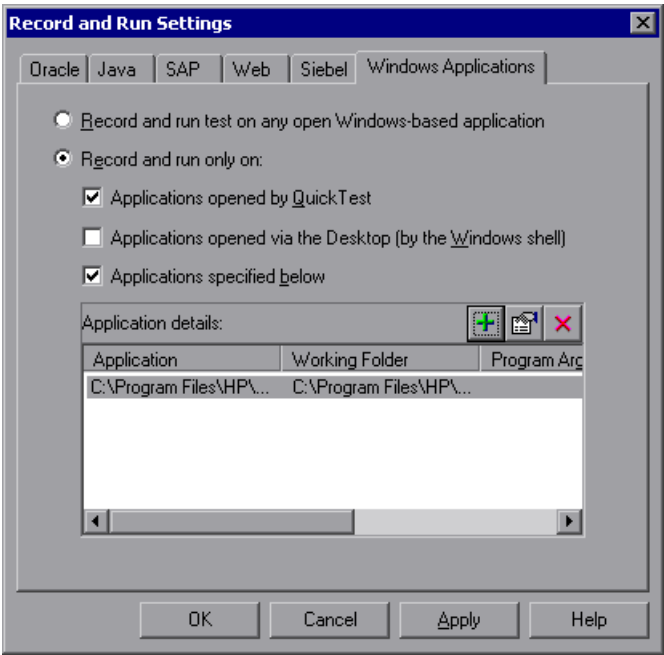 Record and Run Settings
Oracle Java SAP Web Siebel Windows Applications
Record and run test on any open Windows-based application
Record and run only on:
Applications opened by QuickTest
Applications opened via the Desktop (by the Windows shell)
Applications specified below
Application details:
Application Working Folder Program Arg
C:\Program Files\HP\... C:\Program Files\HP\...
OK Cancel Apply Help